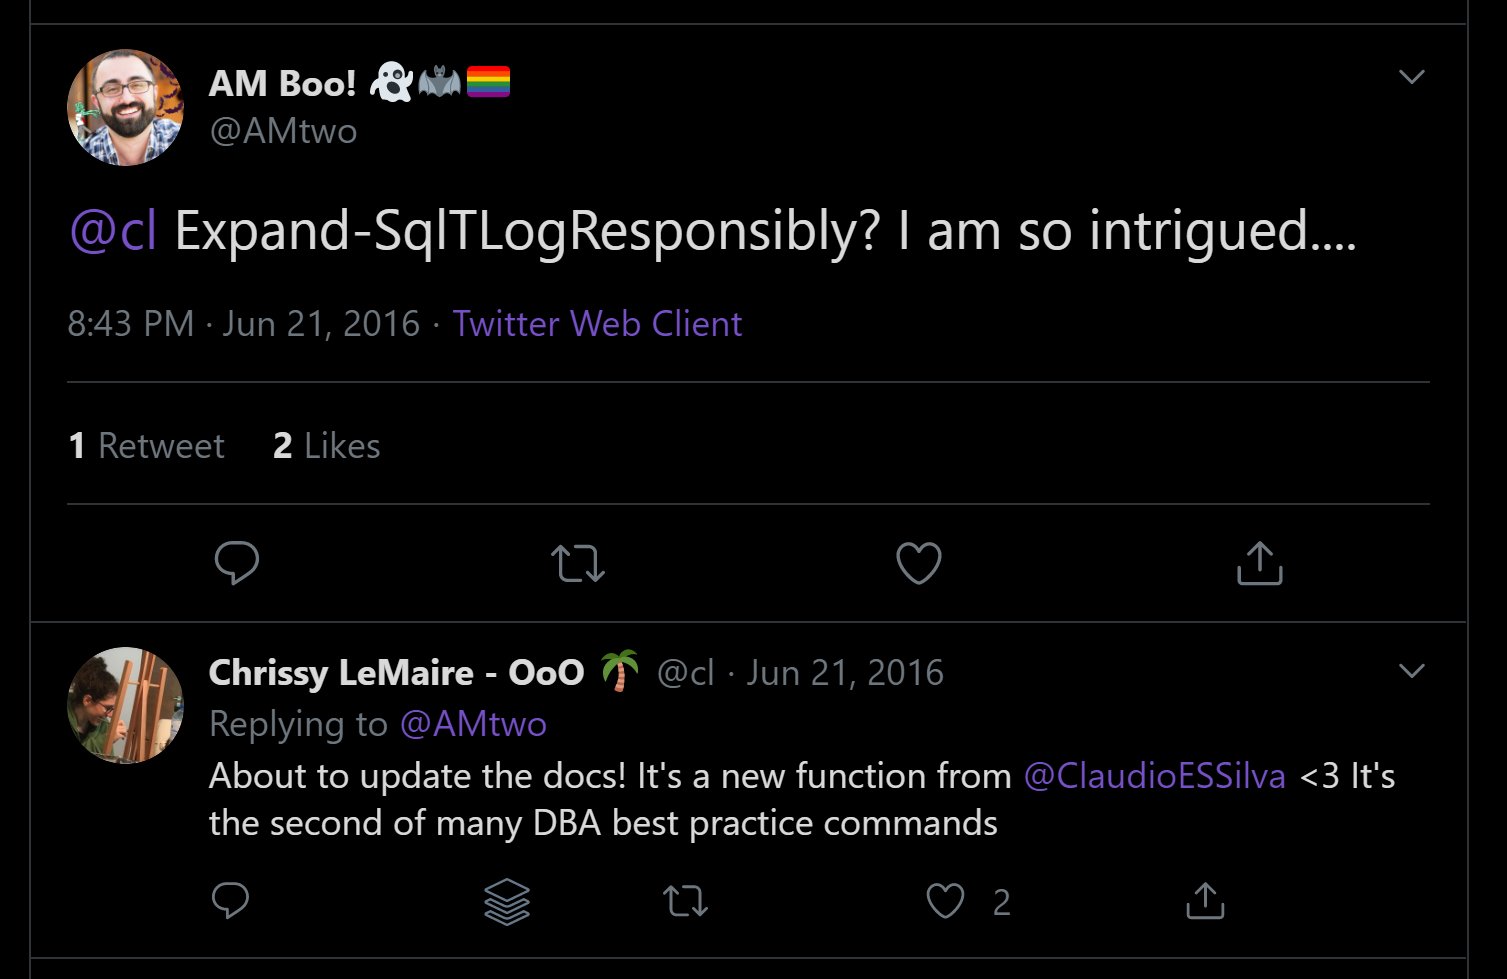 AM Boo! 👻🦇🏳️‍🌈
@AMtwo
@cl Expand-SqlTLogResponsibly? I am so intrigued....
8:43 PM · Jun 21, 2016 · Twitter Web Client
1 Retweet 2 Likes
Chrissy LeMaire - OoO 🌴 @cl · Jun 21, 2016
Replying to @AMtwo
About to update the docs! It's a new function from @ClaudioESSilva <3 It's
the second of many DBA best practice commands
2